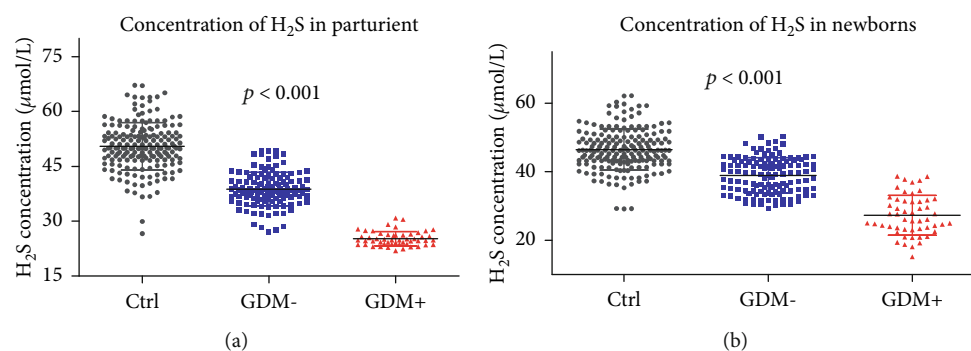 Concentration of H₂S in parturient
H₂S concentration (μmol/L)
75
60
45
30
15
p < 0.001
Ctrl
GDM-
GDM+
(a)
Concentration of H₂S in newborns
H₂S concentration (μmol/L)
60
40
20
p < 0.001
Ctrl
GDM-
GDM+
(b)